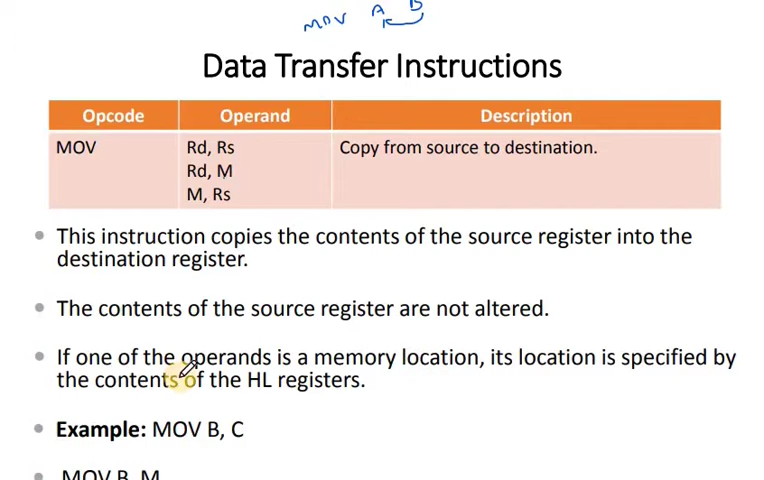 MOV A B
Data Transfer Instructions
Opcode Operand Description
MOV Rd, Rs Copy from source to destination.
Rd, M
M, Rs
This instruction copies the contents of the source register into the
destination register.
The contents of the source register are not altered.
If one of the operands is a memory location, its location is specified by
the contents of the HL registers.
Example: MOV B, C
MOV B, M